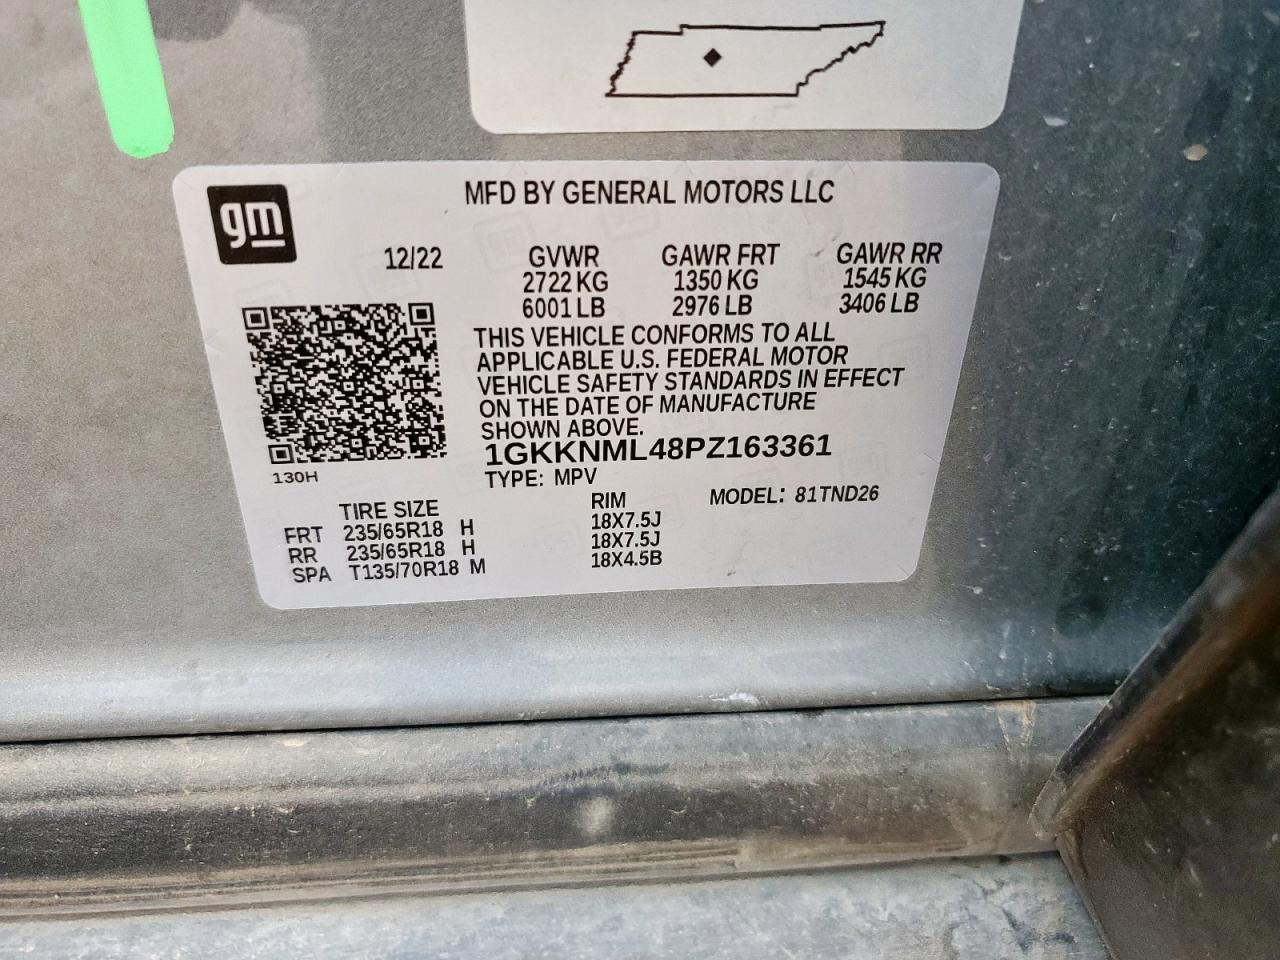 gm
MFD BY GENERAL MOTORS LLC
12/22 GVWR GAWR FRT GAWR RR
2722 KG 1350 KG 1545 KG
6001 LB 2976 LB 3406 LB
THIS VEHICLE CONFORMS TO ALL
APPLICABLE U.S. FEDERAL MOTOR
VEHICLE SAFETY STANDARDS IN EFFECT
ON THE DATE OF MANUFACTURE
SHOWN ABOVE.
1GKKNML48PZ163361
130H
TYPE: MPV
MODEL: 81TND26
TIRE SIZE RIM
FRT 235/65R18 H 18X7.5J
RR 235/65R18 H 18X7.5J
SPA T135/70R18 M 18X4.5B